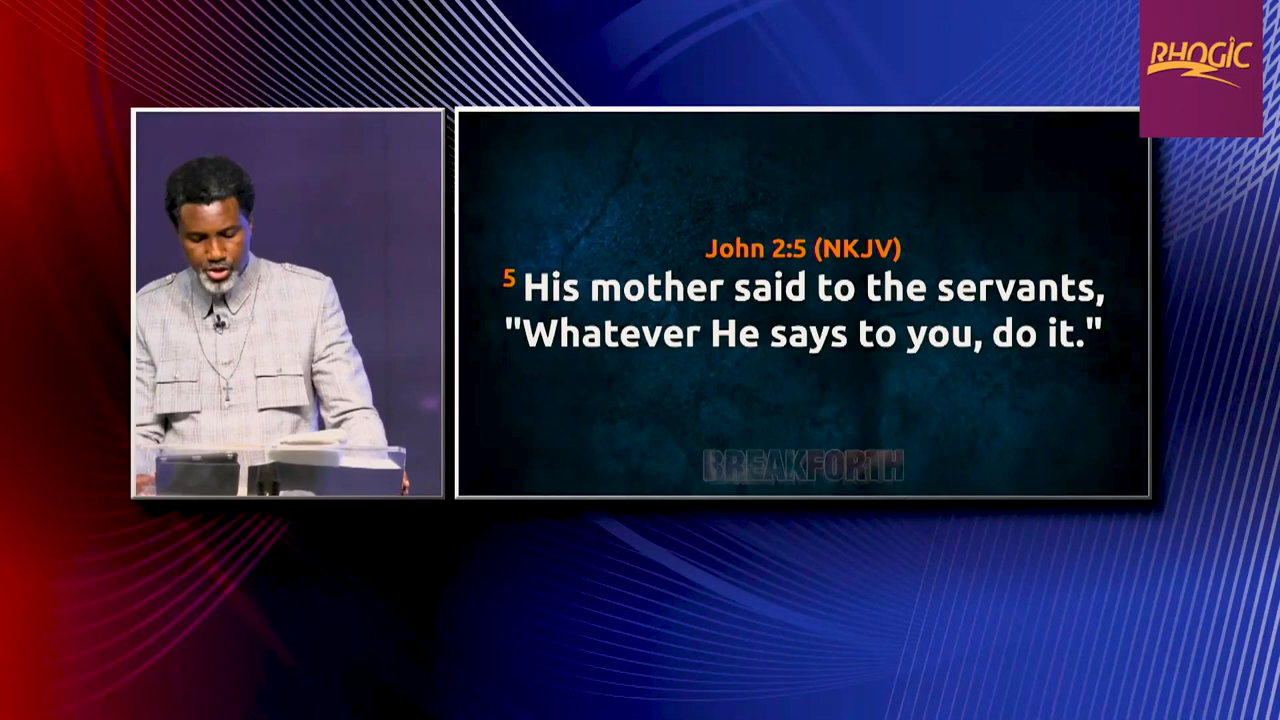 RHOGIC
John 2:5 (NKJV)
5 His mother said to the servants,
"Whatever He says to you, do it."
BREAKFORTH